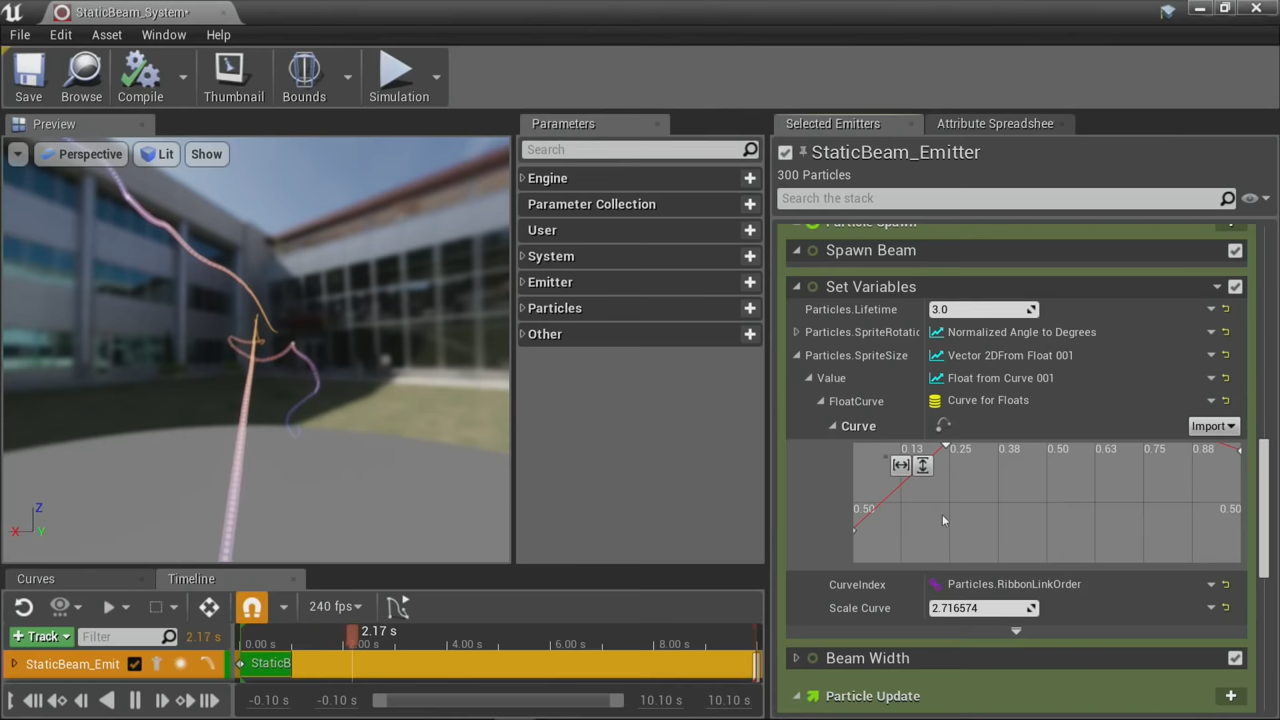 StaticBeam_System*
File Edit Asset Window Help
Save Browse Compile Thumbnail Bounds Simulation
Preview
Perspective Lit Show
Z
X Y
Parameters
Search
Engine
Parameter Collection
User
System
Emitter
Particles
Other
Selected Emitters Attribute Spreadshee
StaticBeam_Emitter
300 Particles
Search the stack
Particle Spawn
Spawn Beam
Set Variables
Particles.Lifetime 3.0
Particles.SpriteRotatic Normalized Angle to Degrees
Particles.SpriteSize Vector 2DFrom Float 001
Value Float from Curve 001
FloatCurve Curve for Floats
Curve Import
0.13 0.25 0.38 0.50 0.63 0.75 0.88
0.50 0.50
CurveIndex Particles.RibbonLinkOrder
Scale Curve 2.716574
Beam Width
Particle Update
Curves Timeline
240 fps
Track Filter 2.17 s
2.17 s
0.00 s 4.00 s 6.00 s 8.00 s
StaticBeam_Emit StaticB
-0.10 s -0.10 s 10.10 s 10.10 s